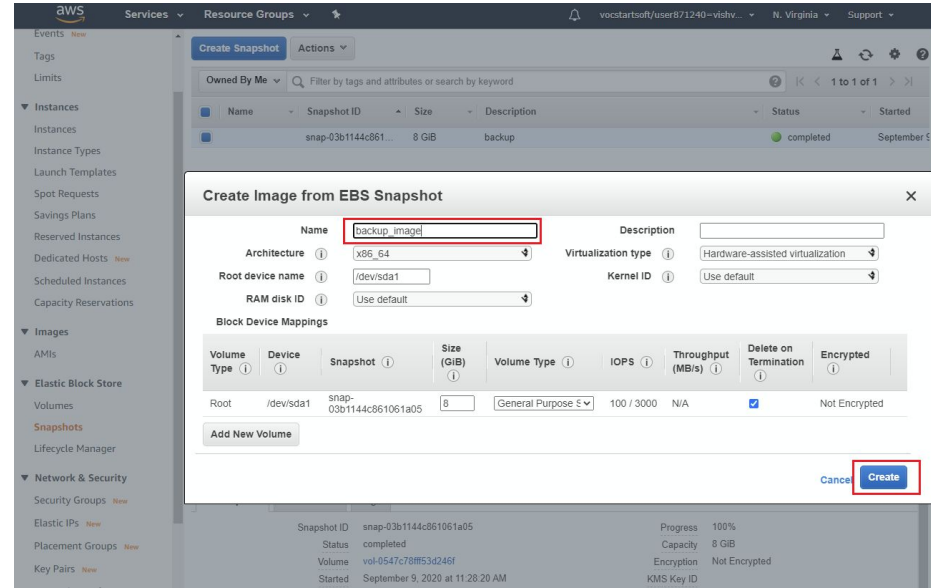 aws Services Resource Groups vocstartsoft/user871240=vishv... N. Virginia Support
Events New
Tags
Limits
Instances
Instances
Instance Types
Launch Templates
Spot Requests
Savings Plans
Reserved Instances
Dedicated Hosts New
Scheduled Instances
Capacity Reservations
Images
AMIs
Elastic Block Store
Volumes
Snapshots
Lifecycle Manager
Network & Security
Security Groups New
Elastic IPs New
Placement Groups New
Key Pairs New
Create Snapshot Actions
Owned By Me Filter by tags and attributes or search by keyword 1 to 1 of 1
Name Snapshot ID Size Description Status Started
snap-03b1144c861... 8 GiB backup completed September 9
Create Image from EBS Snapshot
Name backup_image Description
Architecture x86_64 Virtualization type Hardware-assisted virtualization
Root device name /dev/sda1 Kernel ID Use default
RAM disk ID Use default
Block Device Mappings
Volume Type Device Snapshot Size (GiB) Volume Type IOPS Throughput (MB/s) Delete on Termination Encrypted
Root /dev/sda1 snap-03b1144c861061a05 8 General Purpose S 100 / 3000 N/A Not Encrypted
Add New Volume
Cancel Create
Snapshot ID snap-03b1144c861061a05 Progress 100%
Status completed Capacity 8 GiB
Volume vol-0547c78fff53d246f Encryption Not Encrypted
Started September 9, 2020 at 11:28:20 AM KMS Key ID